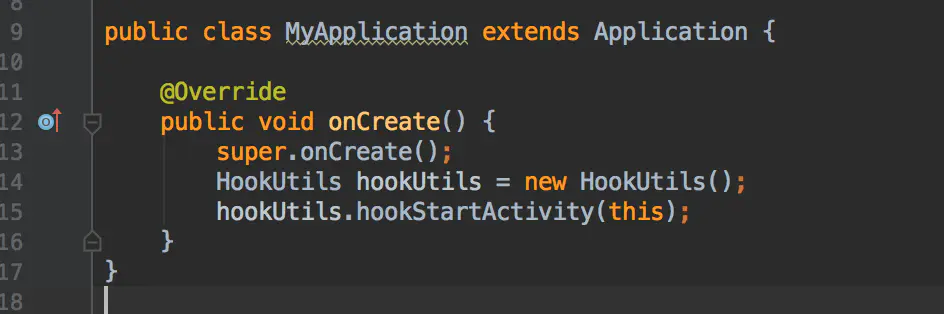 8
9 public class MyApplication extends Application {
10
11 @Override
12 public void onCreate() {
13 super.onCreate();
14 HookUtils hookUtils = new HookUtils();
15 hookUtils.hookStartActivity(this);
16 }
17 }
18